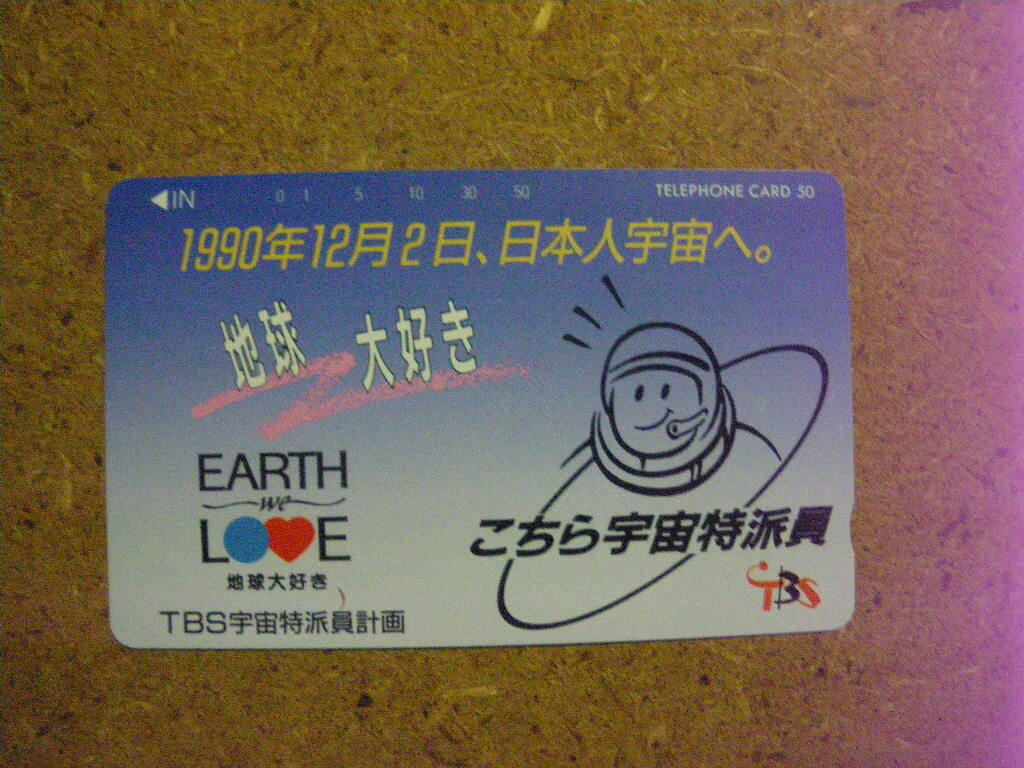 ◀IN 0 1 5 10 30 50 TELEPHONE CARD 50
1990年12月2日、日本人宇宙へ。
地球 大好き
EARTH
we
LOVE
地球大好き
こちら宇宙特派員
TBS
TBS宇宙特派員計画